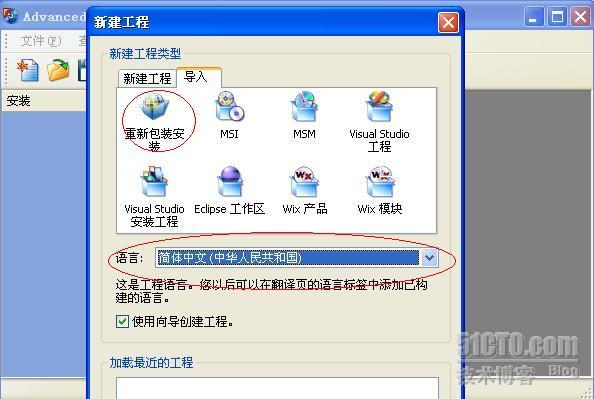 Advanced
新建工程
文件(F)
安装
新建工程类型
新建工程 导入
重新包装安装
MSI
MSM
Visual Studio 工程
Visual Studio 安装工程
Eclipse 工作区
Wix 产品
Wix 模块
语言： 简体中文(中华人民共和国)
这是工程语言。您以后可以在翻译页的语言标签中添加已构
建的语言。
使用向导创建工程。
加载最近的工程
51CTO.com
技术博客 Blog